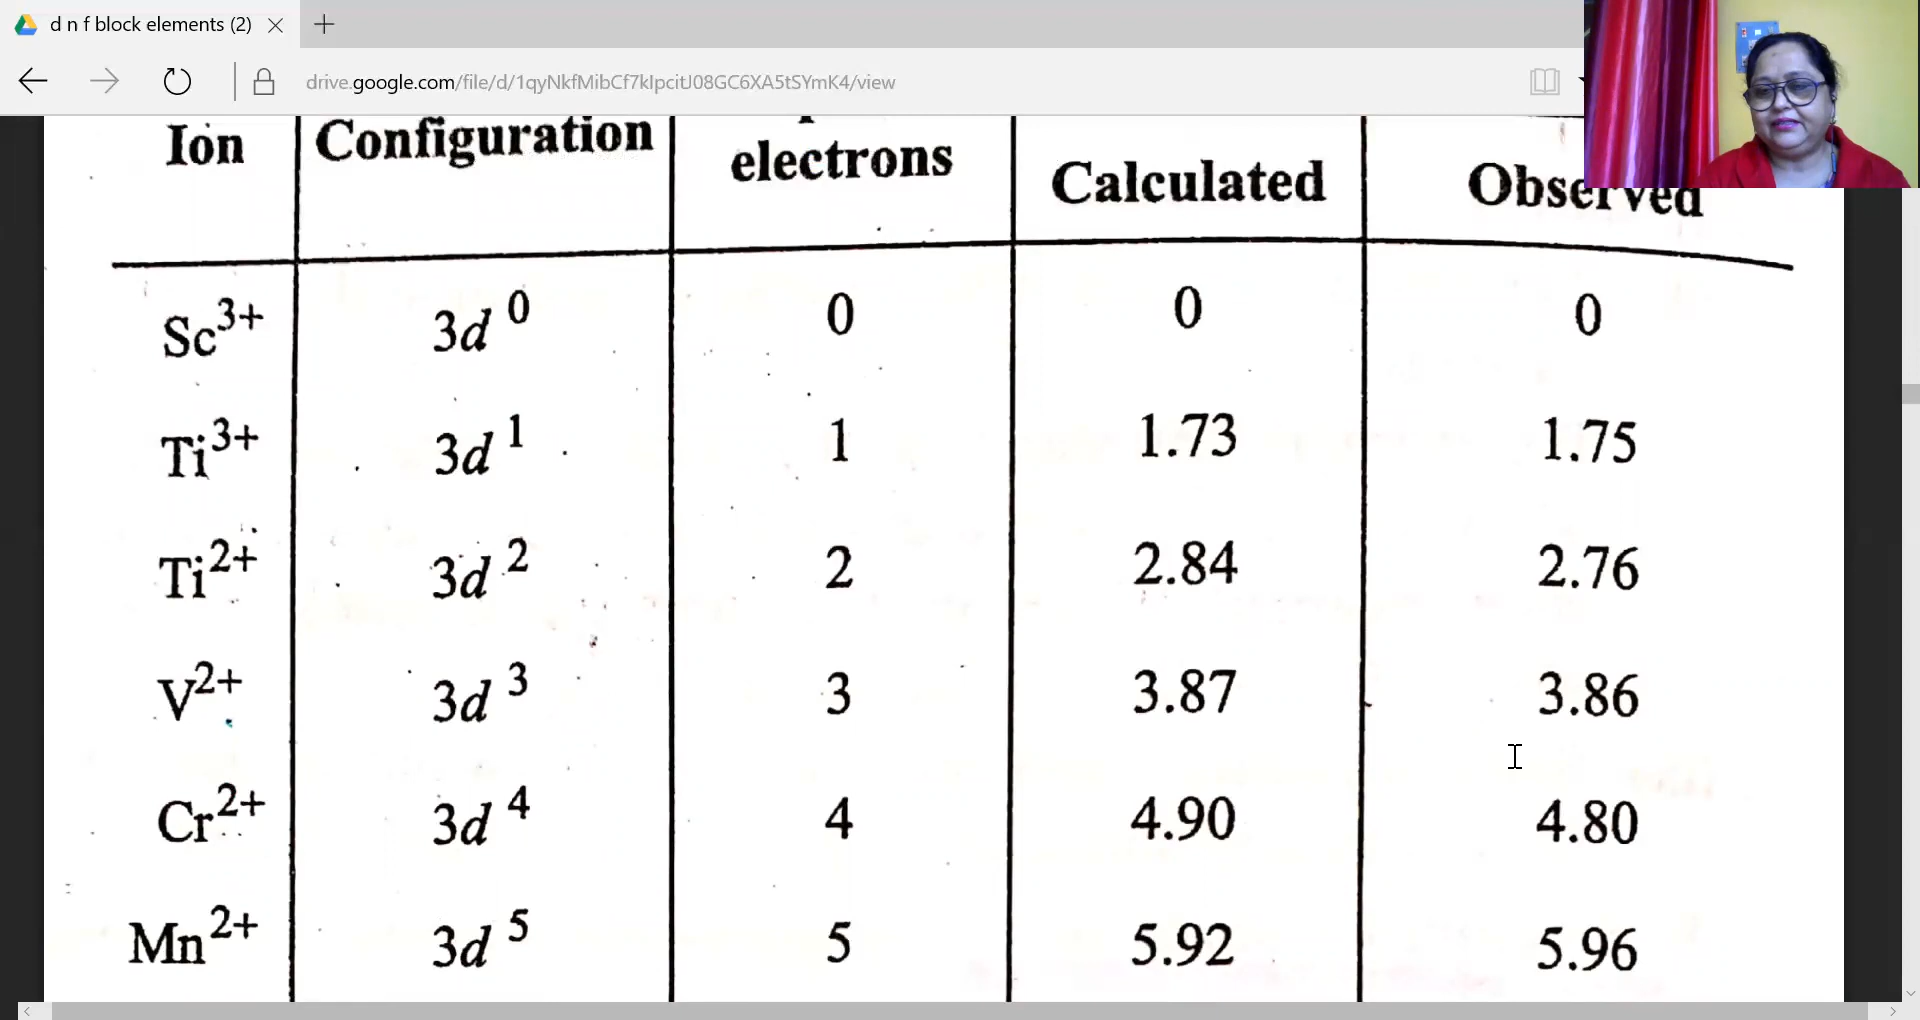 d n f block elements (2)
drive.google.com/file/d/1qyNkfMibCf7kIpcitJ08GC6XA5tSYmK4/view
Ion Configuration electrons Calculated Observed
Sc3+ 3d 0 0 0 0
Ti3+ 3d 1 1 1.73 1.75
Ti2+ 3d 2 2 2.84 2.76
V2+ 3d 3 3 3.87 3.86
Cr2+ 3d 4 4 4.90 4.80
Mn2+ 3d 5 5 5.92 5.96